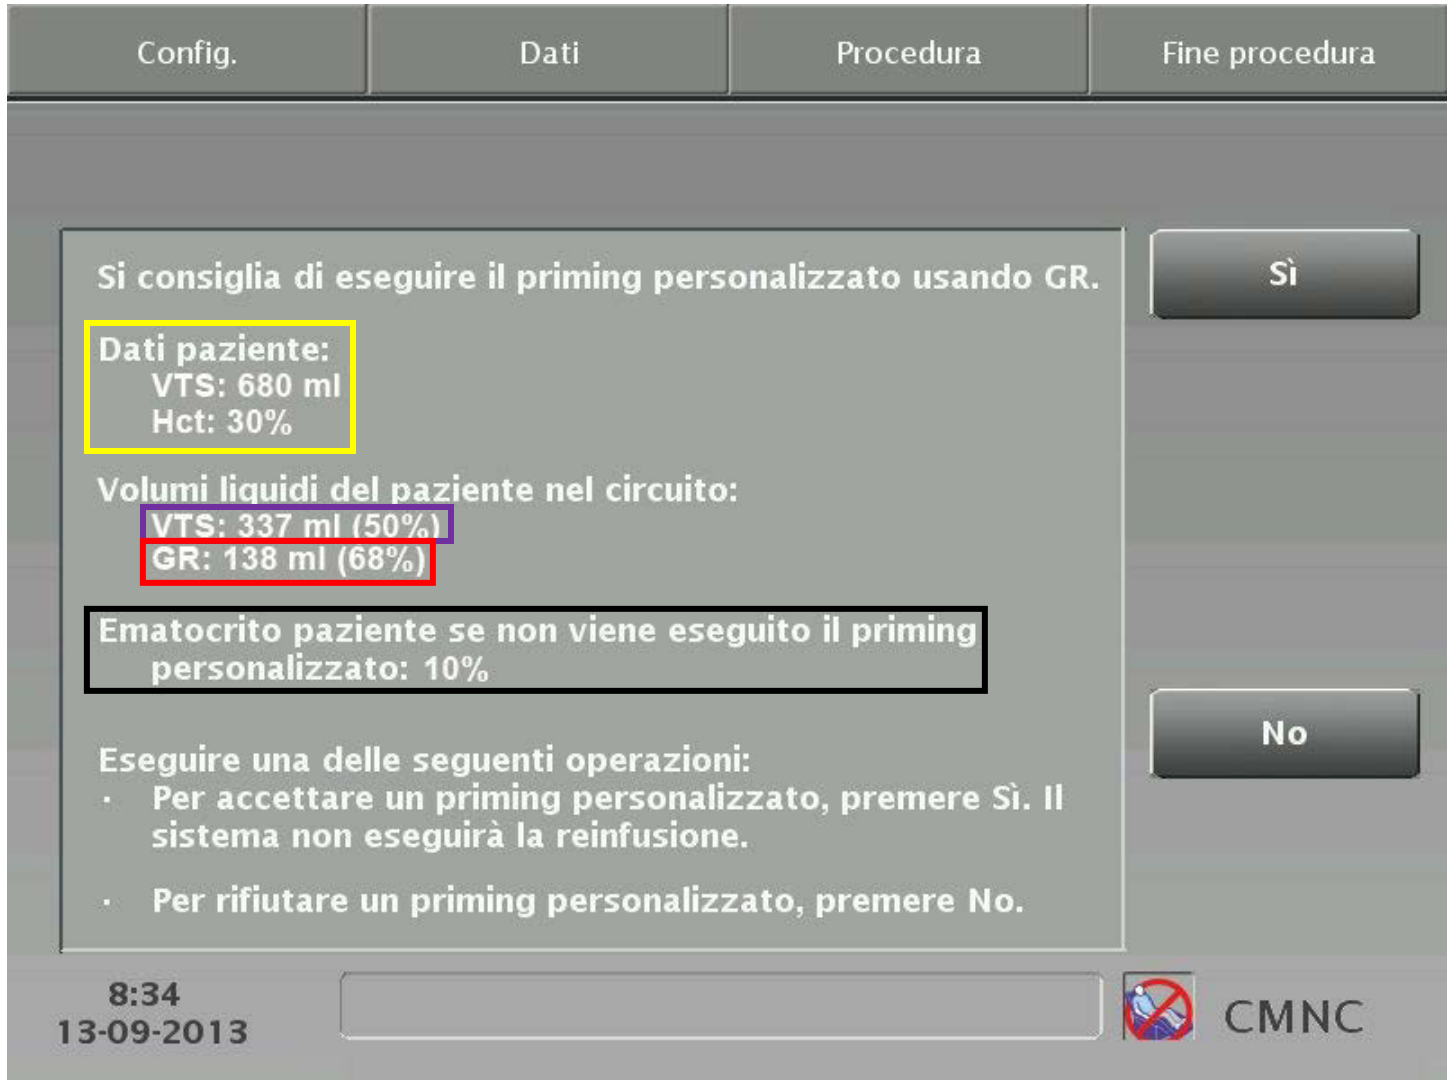 Config.
Dati
Procedura
Fine procedura
Si consiglia di eseguire il priming personalizzato usando GR.
Sì
Dati paziente:
VTS: 680 ml
Hct: 30%
Volumi liquidi del paziente nel circuito:
VTS: 337 ml (50%)
GR: 138 ml (68%)
Ematocrito paziente se non viene eseguito il priming
personalizzato: 10%
No
Eseguire una delle seguenti operazioni:
· Per accettare un priming personalizzato, premere Sì. Il
sistema non eseguirà la reinfusione.
· Per rifiutare un priming personalizzato, premere No.
8:34
13-09-2013
CMNC